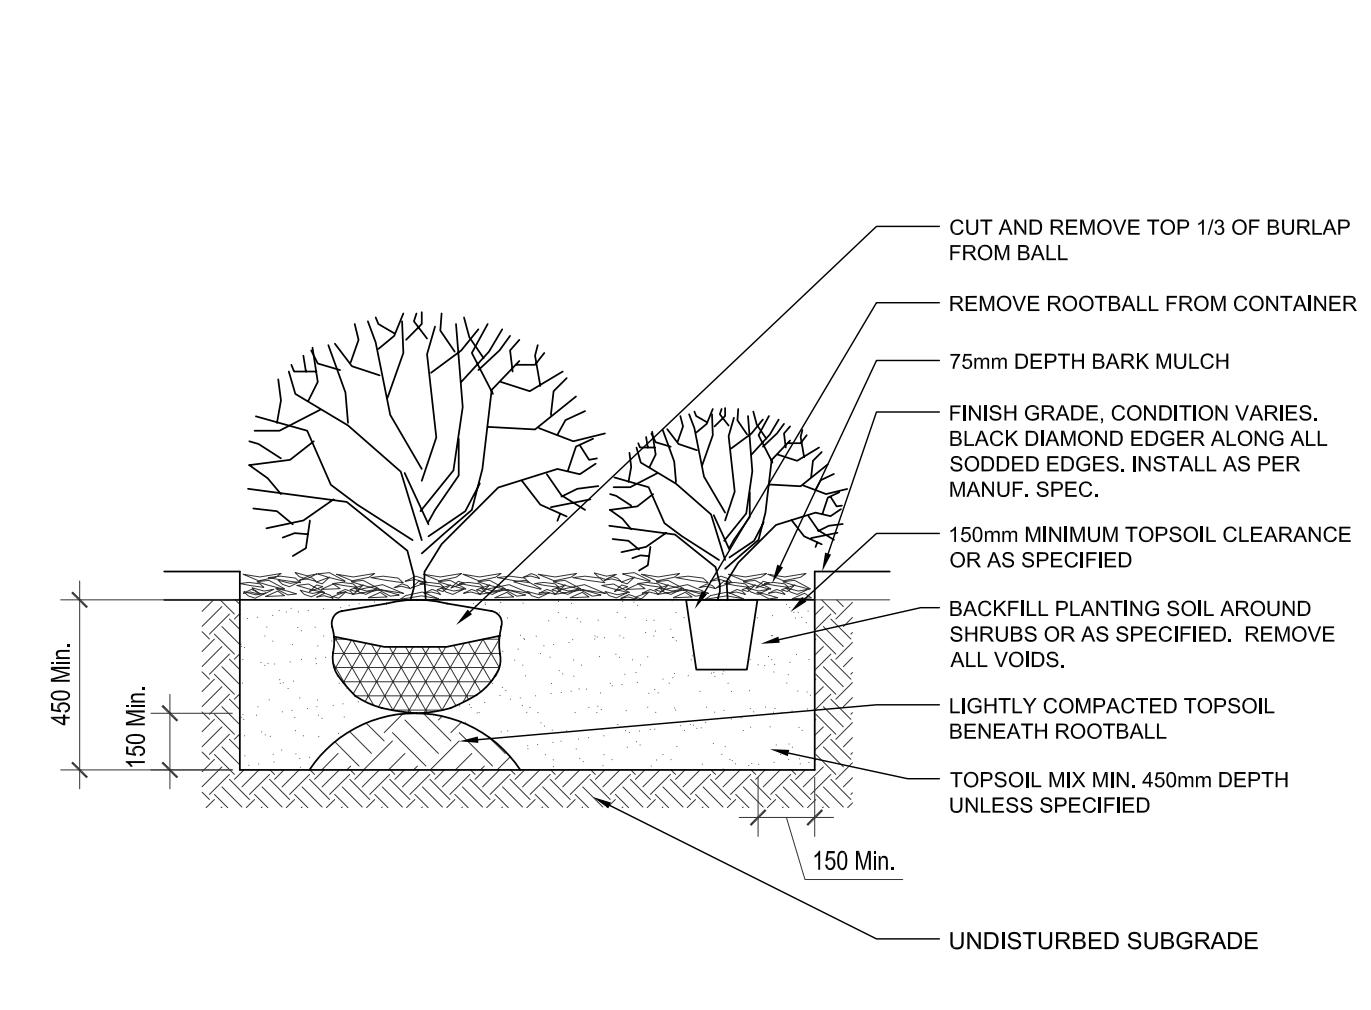 CUT AND REMOVE TOP 1/3 OF BURLAP
FROM BALL
REMOVE ROOTBALL FROM CONTAINER
75mm DEPTH BARK MULCH
FINISH GRADE, CONDITION VARIES.
BLACK DIAMOND EDGER ALONG ALL
SODDED EDGES. INSTALL AS PER
MANUF. SPEC.
150mm MINIMUM TOPSOIL CLEARANCE
OR AS SPECIFIED
BACKFILL PLANTING SOIL AROUND
SHRUBS OR AS SPECIFIED. REMOVE
ALL VOIDS.
LIGHTLY COMPACTED TOPSOIL
BENEATH ROOTBALL
TOPSOIL MIX MIN. 450mm DEPTH
UNLESS SPECIFIED
UNDISTURBED SUBGRADE
450 Min.
150 Min.
150 Min.